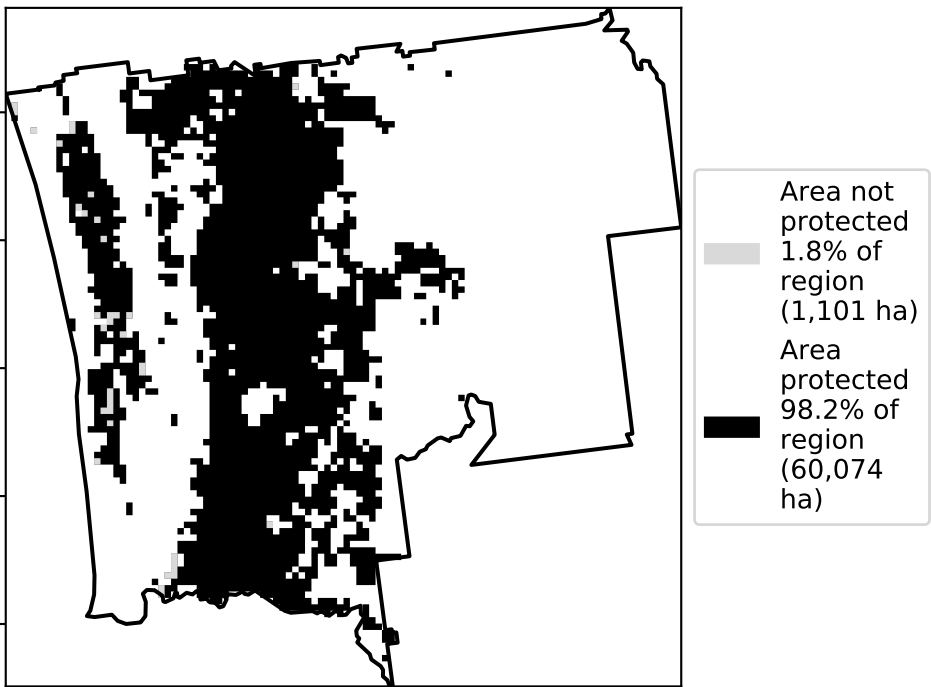 Area not
protected
1.8% of
region
(1,101 ha)
Area
protected
98.2% of
region
(60,074
ha)